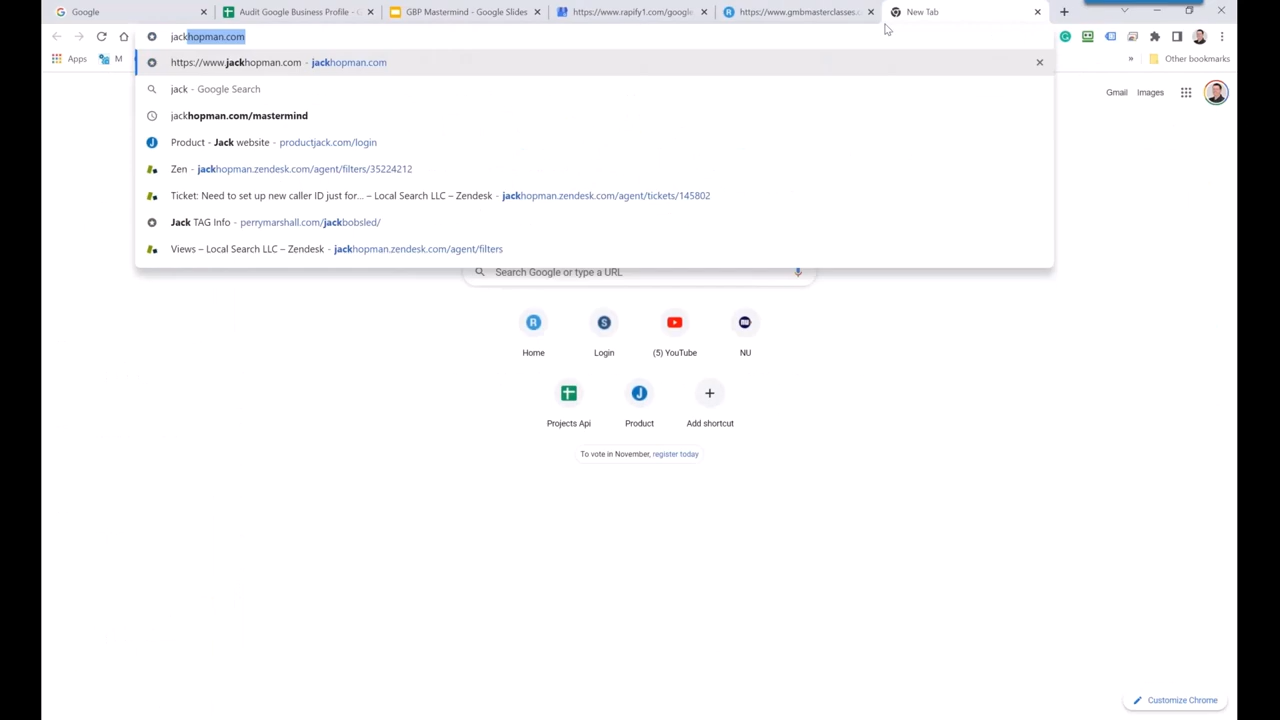 Google
Audit Google Business Profile - G
GBP Mastermind - Google Slides
https://www.rapify1.com/google
https://www.gmbmasterclasses.c
New Tab
jackhopman.com
Apps
M
Other bookmarks
https://www.jackhopman.com - jackhopman.com
jack - Google Search
jackhopman.com/mastermind
Product - Jack website - productjack.com/login
Zen - jackhopman.zendesk.com/agent/filters/35224212
Ticket: Need to set up new caller ID just for... – Local Search LLC – Zendesk - jackhopman.zendesk.com/agent/tickets/145802
Jack TAG Info - perrymarshall.com/jackbobsled/
Views – Local Search LLC – Zendesk - jackhopman.zendesk.com/agent/filters
Gmail Images
Search Google or type a URL
Home
Login
(5) YouTube
NU
Projects Api
Product
Add shortcut
To vote in November, register today
Customize Chrome